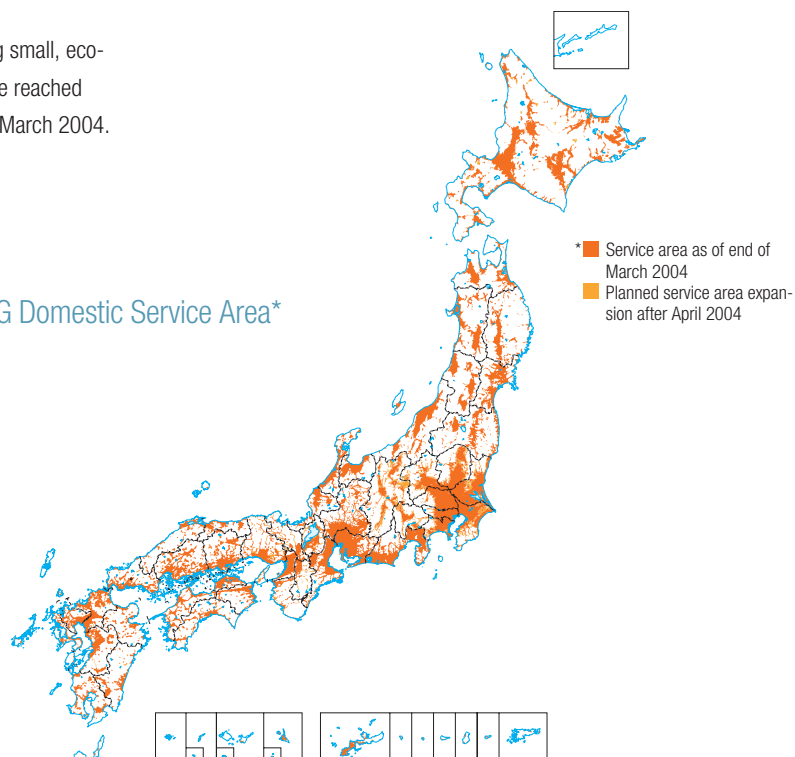 g small, eco-
e reached
March 2004.
G Domestic Service Area*
* Service area as of end of
March 2004
Planned service area expan-
sion after April 2004